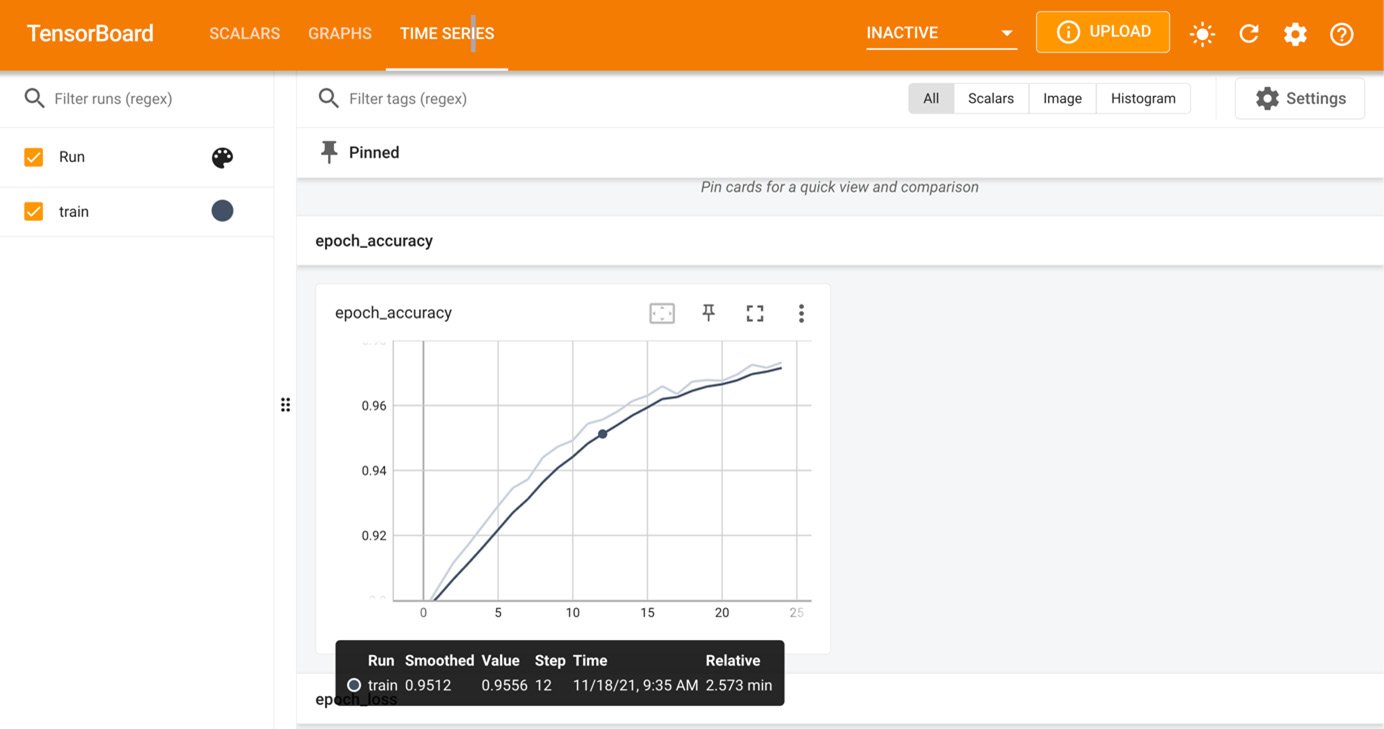 TensorBoard SCALARS GRAPHS TIME SERIES INACTIVE UPLOAD
Filter runs (regex)
Run
train
Filter tags (regex) All Scalars Image Histogram Settings
Pinned
Pin cards for a quick view and comparison
epoch_accuracy
epoch_accuracy
0.96
0.94
0.92
0 5 10 15 20 25
Run Smoothed Value Step Time Relative
train 0.9512 0.9556 12 11/18/21, 9:35 AM 2.573 min
epoch_loss